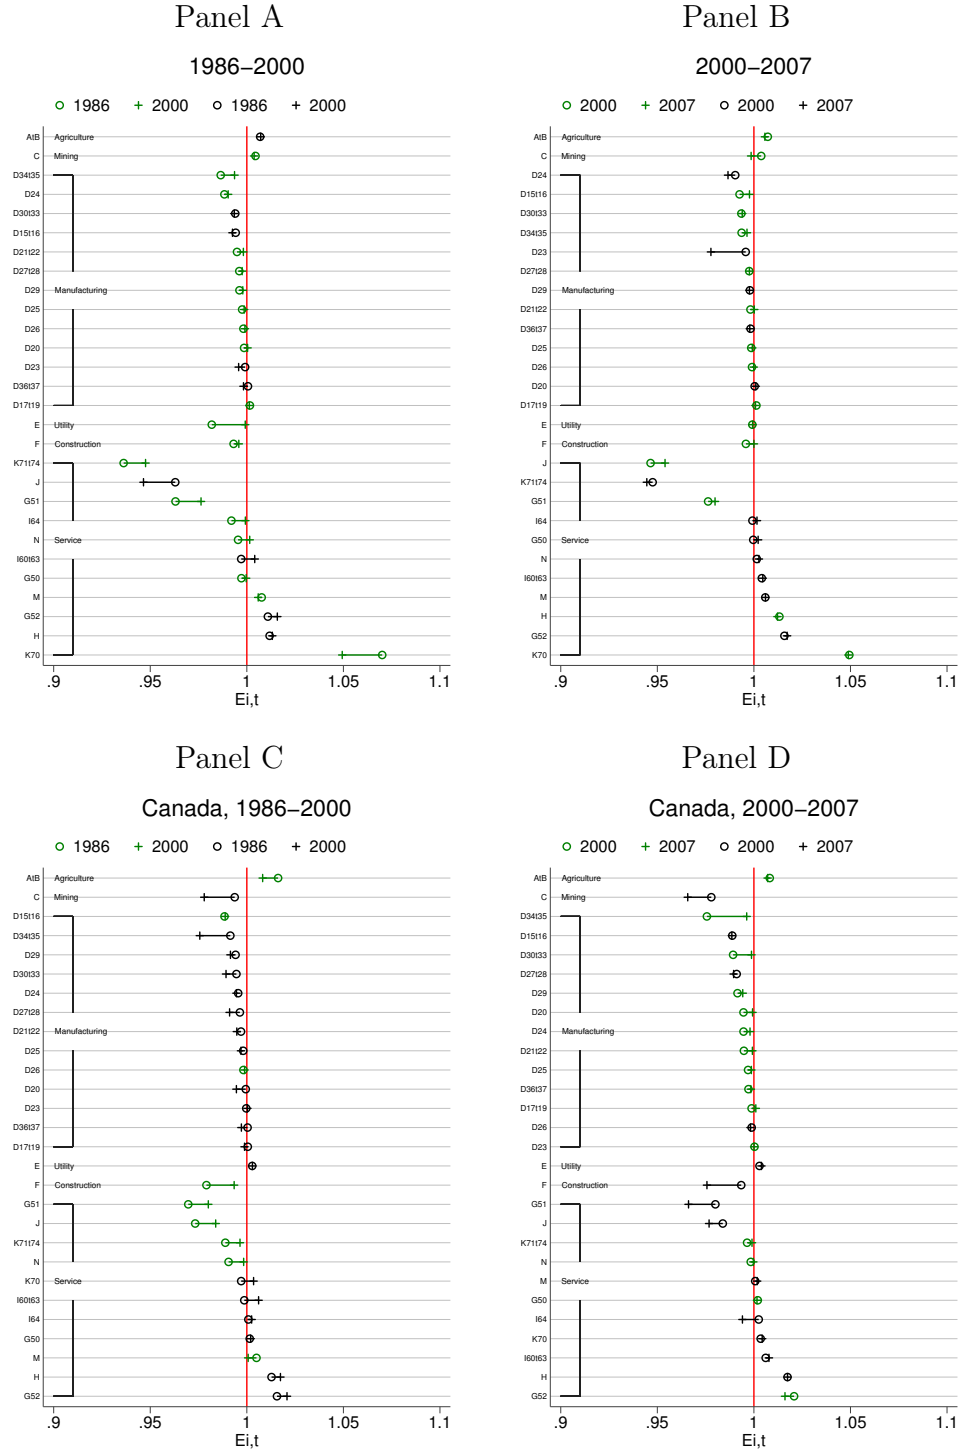 Panel A
1986−2000
1986 2000 1986 2000
AtB Agriculture
C Mining
D34t35
D24
D30t33
D15t16
D21t22
D27t28
D29 Manufacturing
D25
D26
D20
D23
D36t37
D17t19
E Utility
F Construction
K71t74
J
G51
I64
N Service
I60t63
G50
M
G52
H
K70
.9 .95 1 1.05 1.1
Ei,t
Panel B
2000−2007
2000 2007 2000 2007
AtB Agriculture
C Mining
D24
D15t16
D30t33
D34t35
D23
D27t28
D29 Manufacturing
D21t22
D36t37
D25
D26
D20
D17t19
E Utility
F Construction
J
K71t74
G51
I64
G50 Service
N
I60t63
M
H
G52
K70
.9 .95 1 1.05 1.1
Ei,t
Panel C
Canada, 1986−2000
1986 2000 1986 2000
AtB Agriculture
C Mining
D15t16
D34t35
D29
D30t33
D24
D27t28
D21t22 Manufacturing
D25
D26
D20
D23
D36t37
D17t19
E Utility
F Construction
G51
J
K71t74
N
K70 Service
I60t63
I64
G50
M
H
G52
.9 .95 1 1.05 1.1
Ei,t
Panel D
Canada, 2000−2007
2000 2007 2000 2007
AtB Agriculture
C Mining
D34t35
D15t16
D30t33
D27t28
D29
D20
D24 Manufacturing
D21t22
D25
D36t37
D17t19
D26
D23
E Utility
F Construction
G51
J
K71t74
N
M Service
G50
I64
K70
I60t63
H
G52
.9 .95 1 1.05 1.1
Ei,t